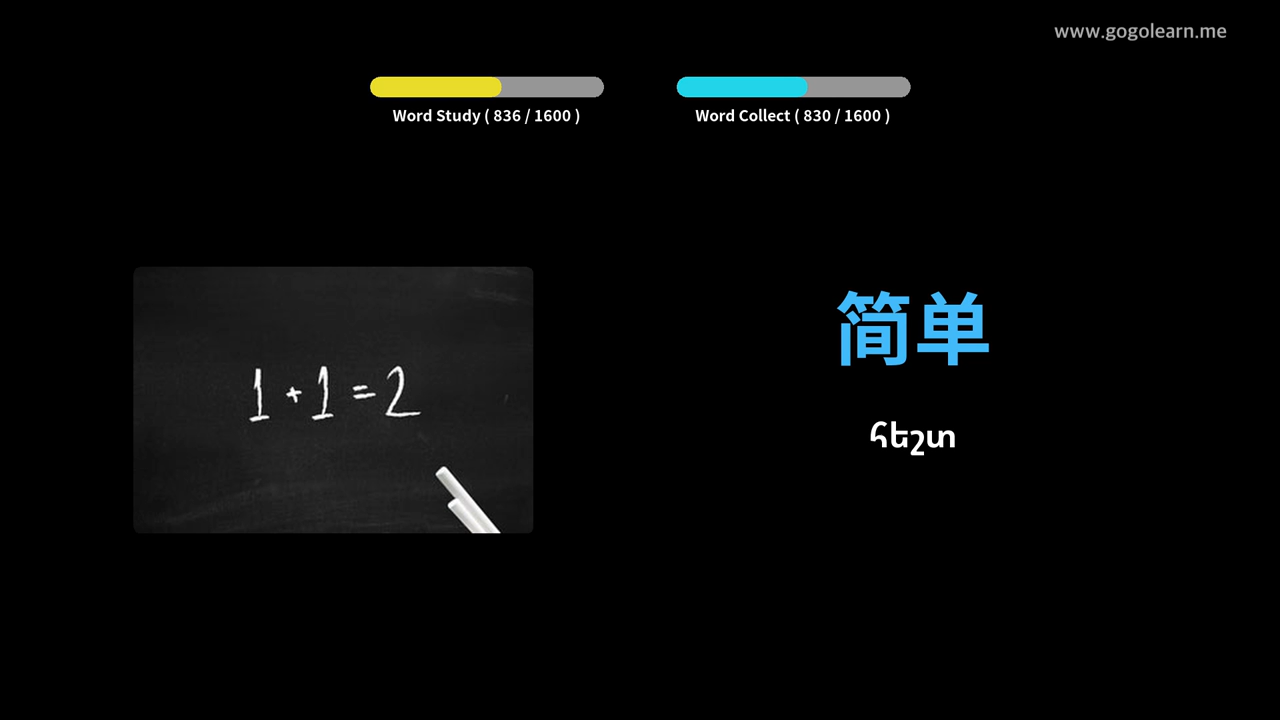 www.gogolearn.me
Word Study ( 836 / 1600 )
Word Collect ( 830 / 1600 )
1 + 1 = 2
简单
հեշտ